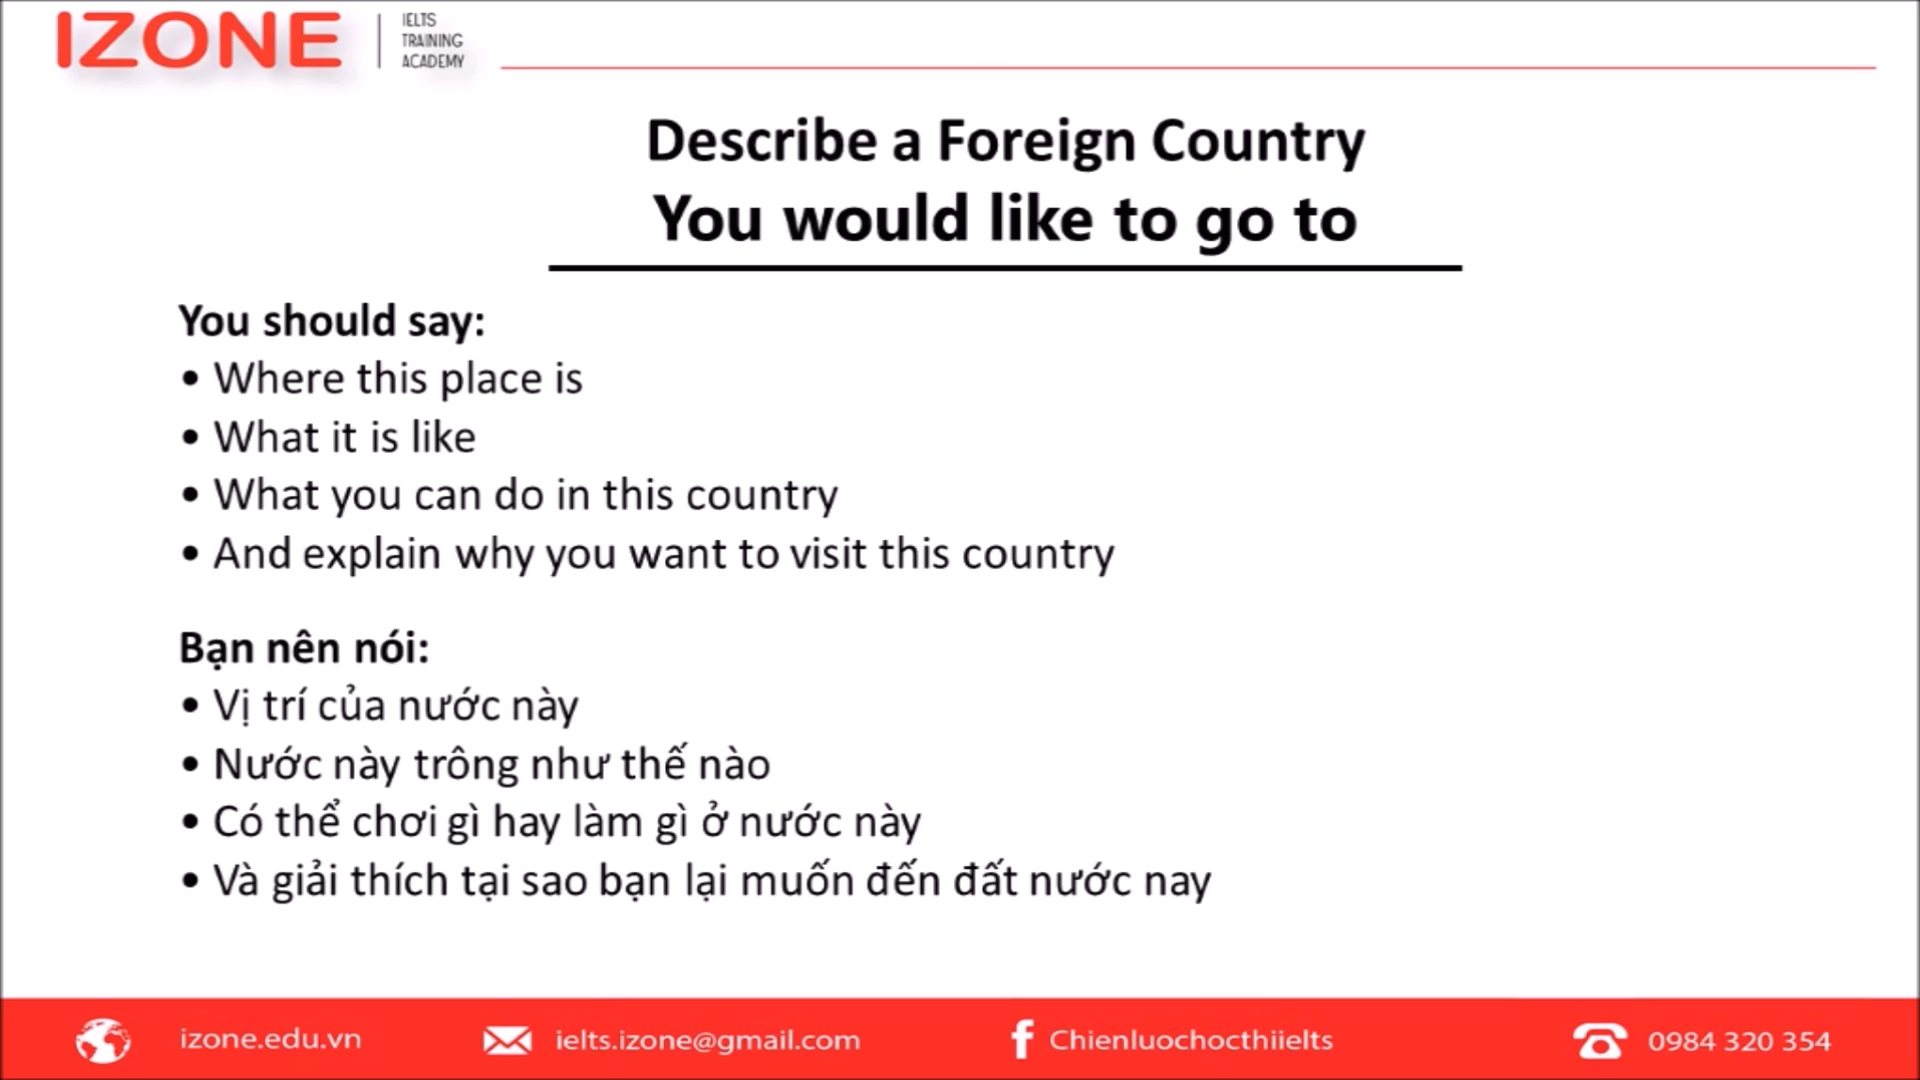 IZONE
IELTS
TRAINING
ACADEMY
Describe a Foreign Country
You would like to go to
You should say:
• Where this place is
• What it is like
• What you can do in this country
• And explain why you want to visit this country
Bạn nên nói:
• Vị trí của nước này
• Nước này trông như thế nào
• Có thể chơi gì hay làm gì ở nước này
• Và giải thích tại sao bạn lại muốn đến đất nước nay
izone.edu.vn
ielts.izone@gmail.com
Chienluochocthiielts
0984 320 354